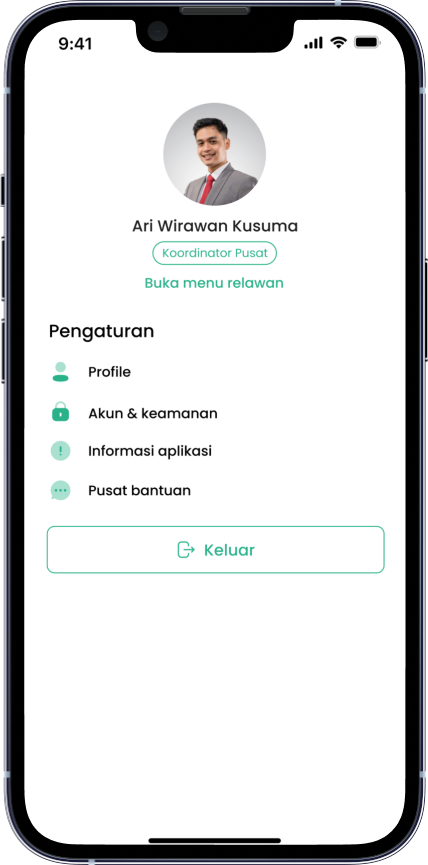 9:41
Ari Wirawan Kusuma
Koordinator Pusat
Buka menu relawan
Pengaturan
Profile
Akun & keamanan
Informasi aplikasi
Pusat bantuan
Keluar